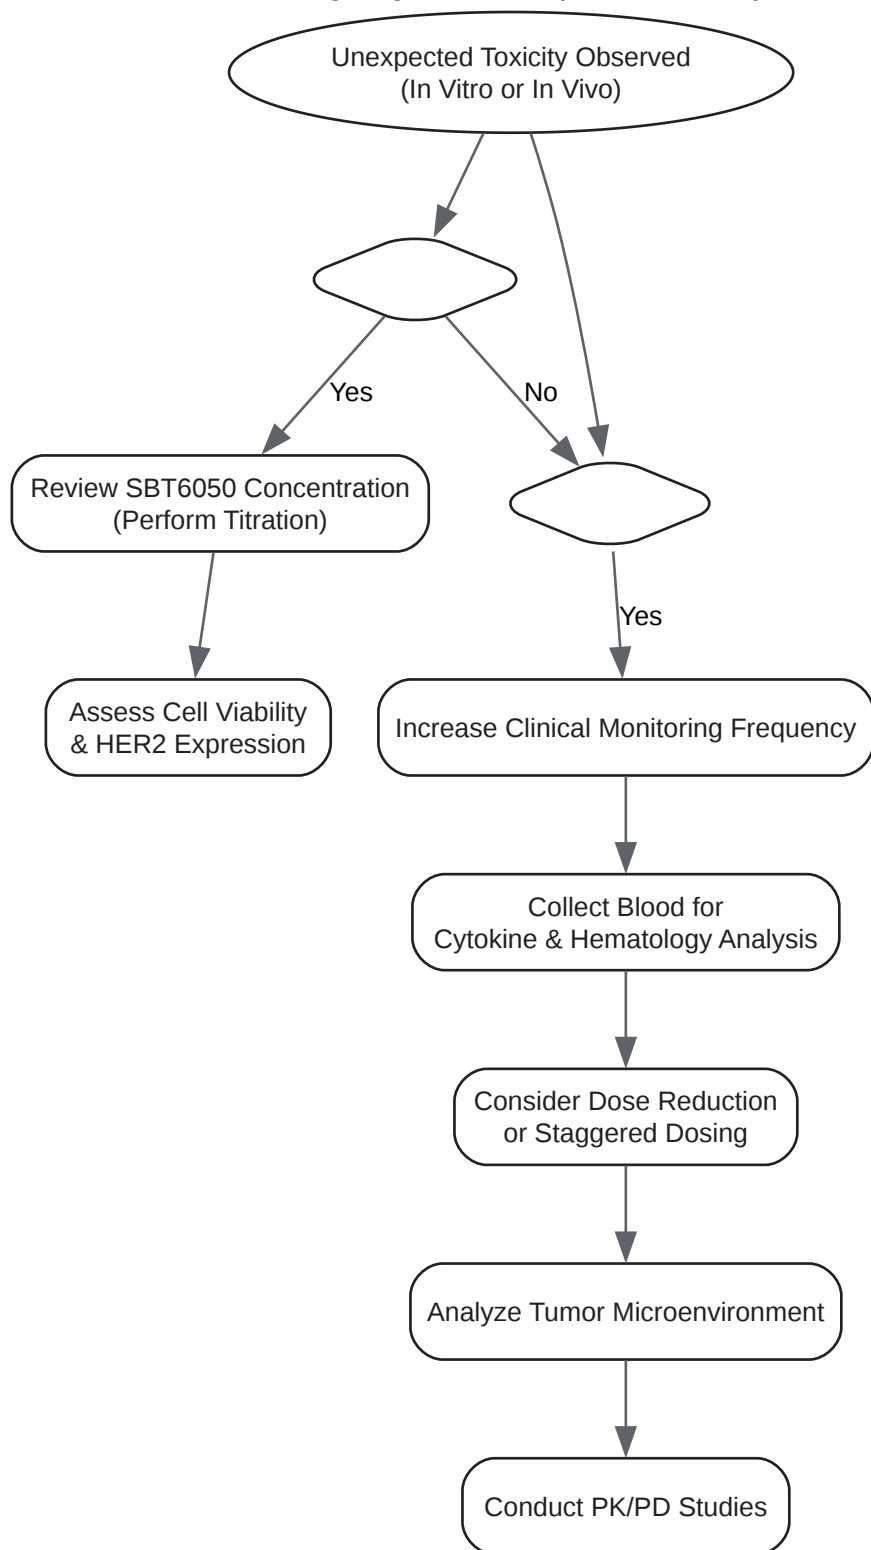 Unexpected Toxicity Observed
(In Vitro or In Vivo)
Yes
No
Review SBT6050 Concentration
(Perform Titration)
Yes
Assess Cell Viability
& HER2 Expression
Increase Clinical Monitoring Frequency
Collect Blood for
Cytokine & Hematology Analysis
Consider Dose Reduction
or Staggered Dosing
Analyze Tumor Microenvironment
Conduct PK/PD Studies